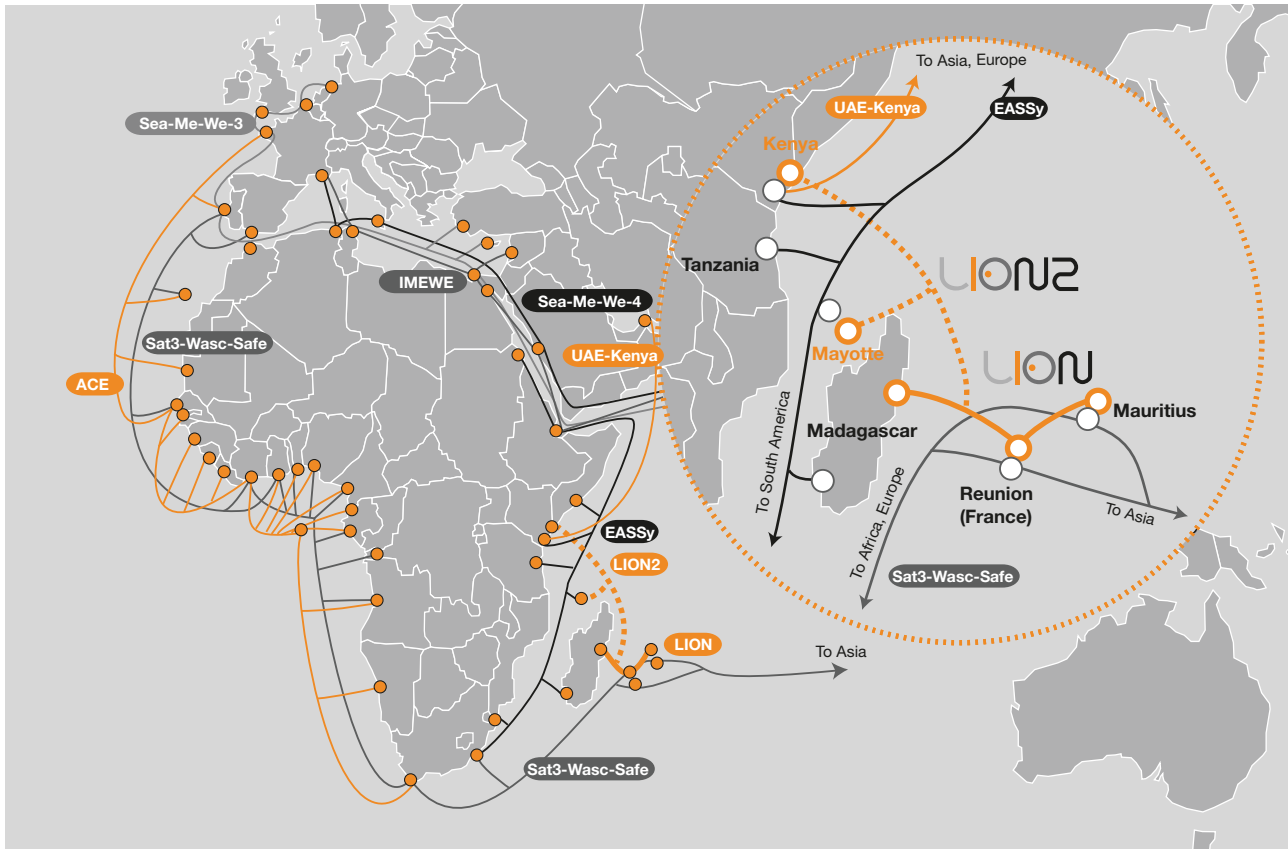 Sea-Me-We-3
IMEWE
Sea-Me-We-4
Sat3-Wasc-Safe
UAE-Kenya
ACE
EASSy
LION2
LION
To Asia
Sat3-Wasc-Safe
To Asia, Europe
UAE-Kenya
EASSy
Kenya
Tanzania
LION2
Mayotte
LION
Mauritius
Madagascar
To South America
Reunion
(France)
To Asia
To Africa, Europe
Sat3-Wasc-Safe